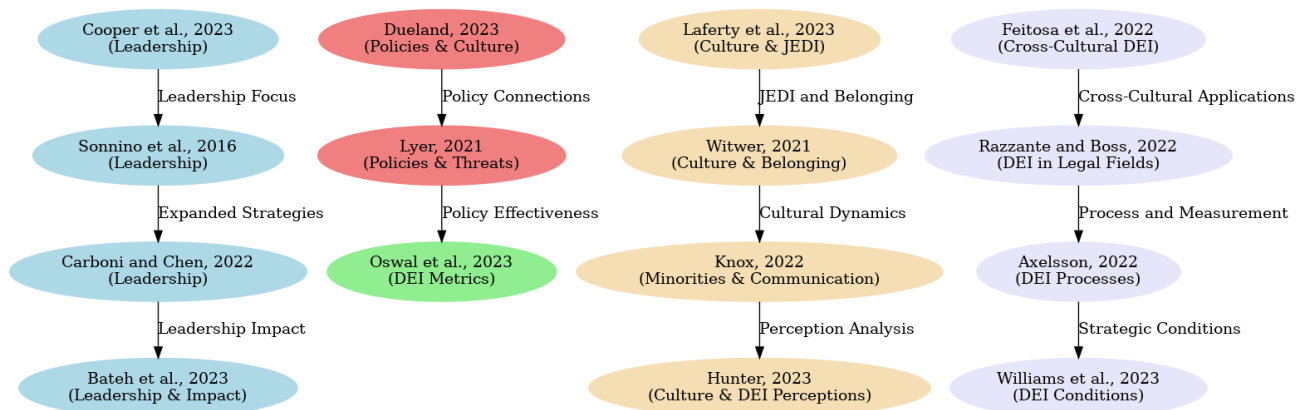 Cooper et al., 2023
(Leadership)
Dueland, 2023
(Policies & Culture)
Laferty et al., 2023
(Culture & JEDI)
Feitosa et al., 2022
(Cross-Cultural DEI)
Leadership Focus
Policy Connections
JEDI and Belonging
Cross-Cultural Applications
Sonnino et al., 2016
(Leadership)
Lyer, 2021
(Policies & Threats)
Witwer, 2021
(Culture & Belonging)
Razzante and Boss, 2022
(DEI in Legal Fields)
Expanded Strategies
Policy Effectiveness
Cultural Dynamics
Process and Measurement
Carboni and Chen, 2022
(Leadership)
Oswal et al., 2023
(DEI Metrics)
Knox, 2022
(Minorities & Communication)
Axelsson, 2022
(DEI Processes)
Leadership Impact
Perception Analysis
Strategic Conditions
Bateh et al., 2023
(Leadership & Impact)
Hunter, 2023
(Culture & DEI Perceptions)
Williams et al., 2023
(DEI Conditions)